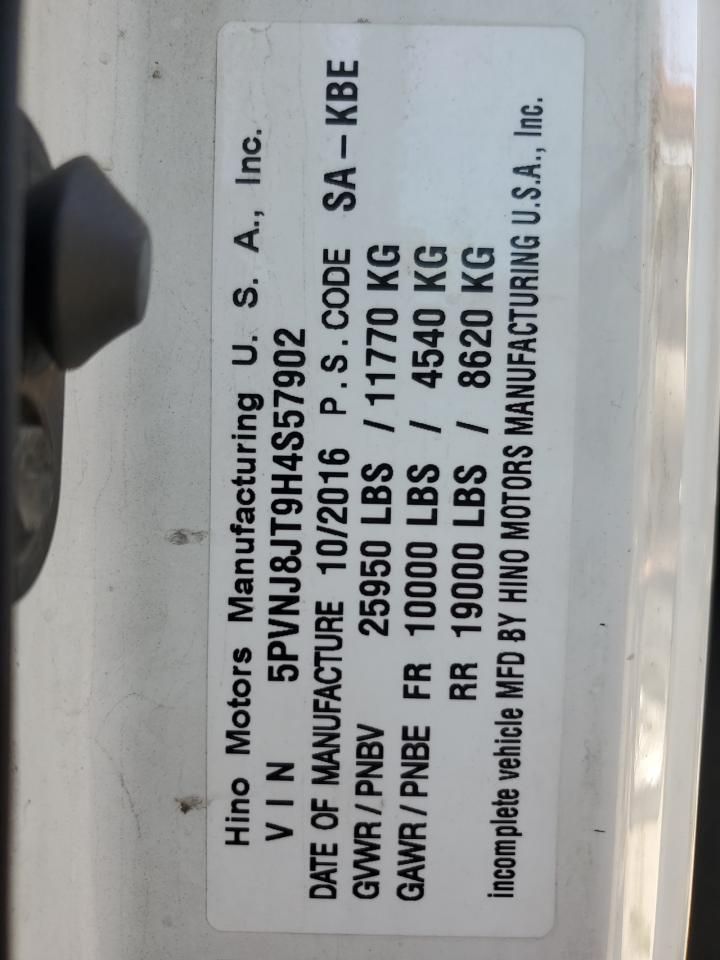 Hino Motors Manufacturing U. S. A., Inc.
VIN 5PVNJ8JT9H4S57902
DATE OF MANUFACTURE 10/2016 P.S.CODE SA-KBE
GVWR/PNBV 25950 LBS / 11770 KG
GAWR/PNBE FR 10000 LBS / 4540 KG
RR 19000 LBS / 8620 KG
incomplete vehicle MFD BY HINO MOTORS MANUFACTURING U.S.A., Inc.